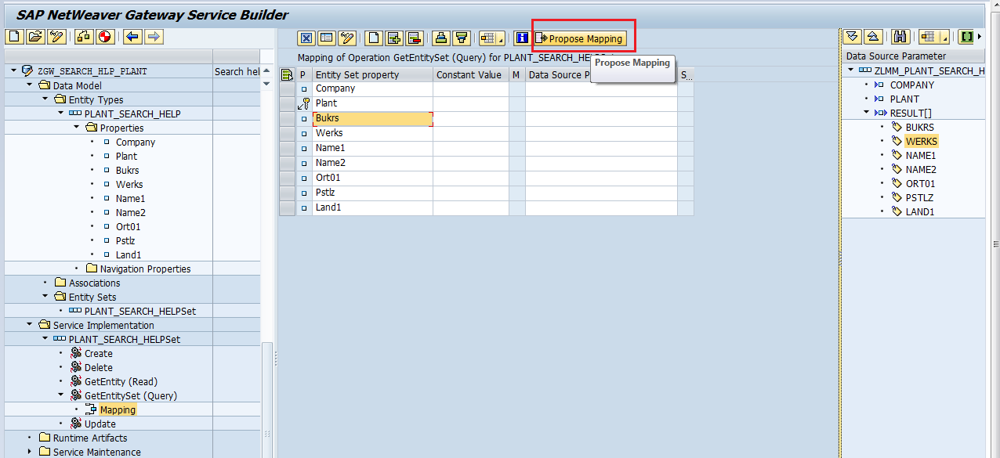 SAP NetWeaver Gateway Service Builder
Propose Mapping
Mapping of Operation GetEntitySet (Query) for PLANT_SEARCH_HE
Propose Mapping
P Entity Set property Constant Value M Data Source P S...
Company
Plant
Bukrs
Werks
Name1
Name2
Ort01
Pstlz
Land1
ZGW_SEARCH_HLP_PLANT Search hel
Data Model
Entity Types
PLANT_SEARCH_HELP
Properties
Company
Plant
Bukrs
Werks
Name1
Name2
Ort01
Pstlz
Land1
Navigation Properties
Associations
Entity Sets
PLANT_SEARCH_HELPSet
Service Implementation
PLANT_SEARCH_HELPSet
Create
Delete
GetEntity (Read)
GetEntitySet (Query)
Mapping
Update
Runtime Artifacts
Service Maintenance
Data Source Parameter
ZLMM_PLANT_SEARCH_H
COMPANY
PLANT
RESULT[]
BUKRS
WERKS
NAME1
NAME2
ORT01
PSTLZ
LAND1